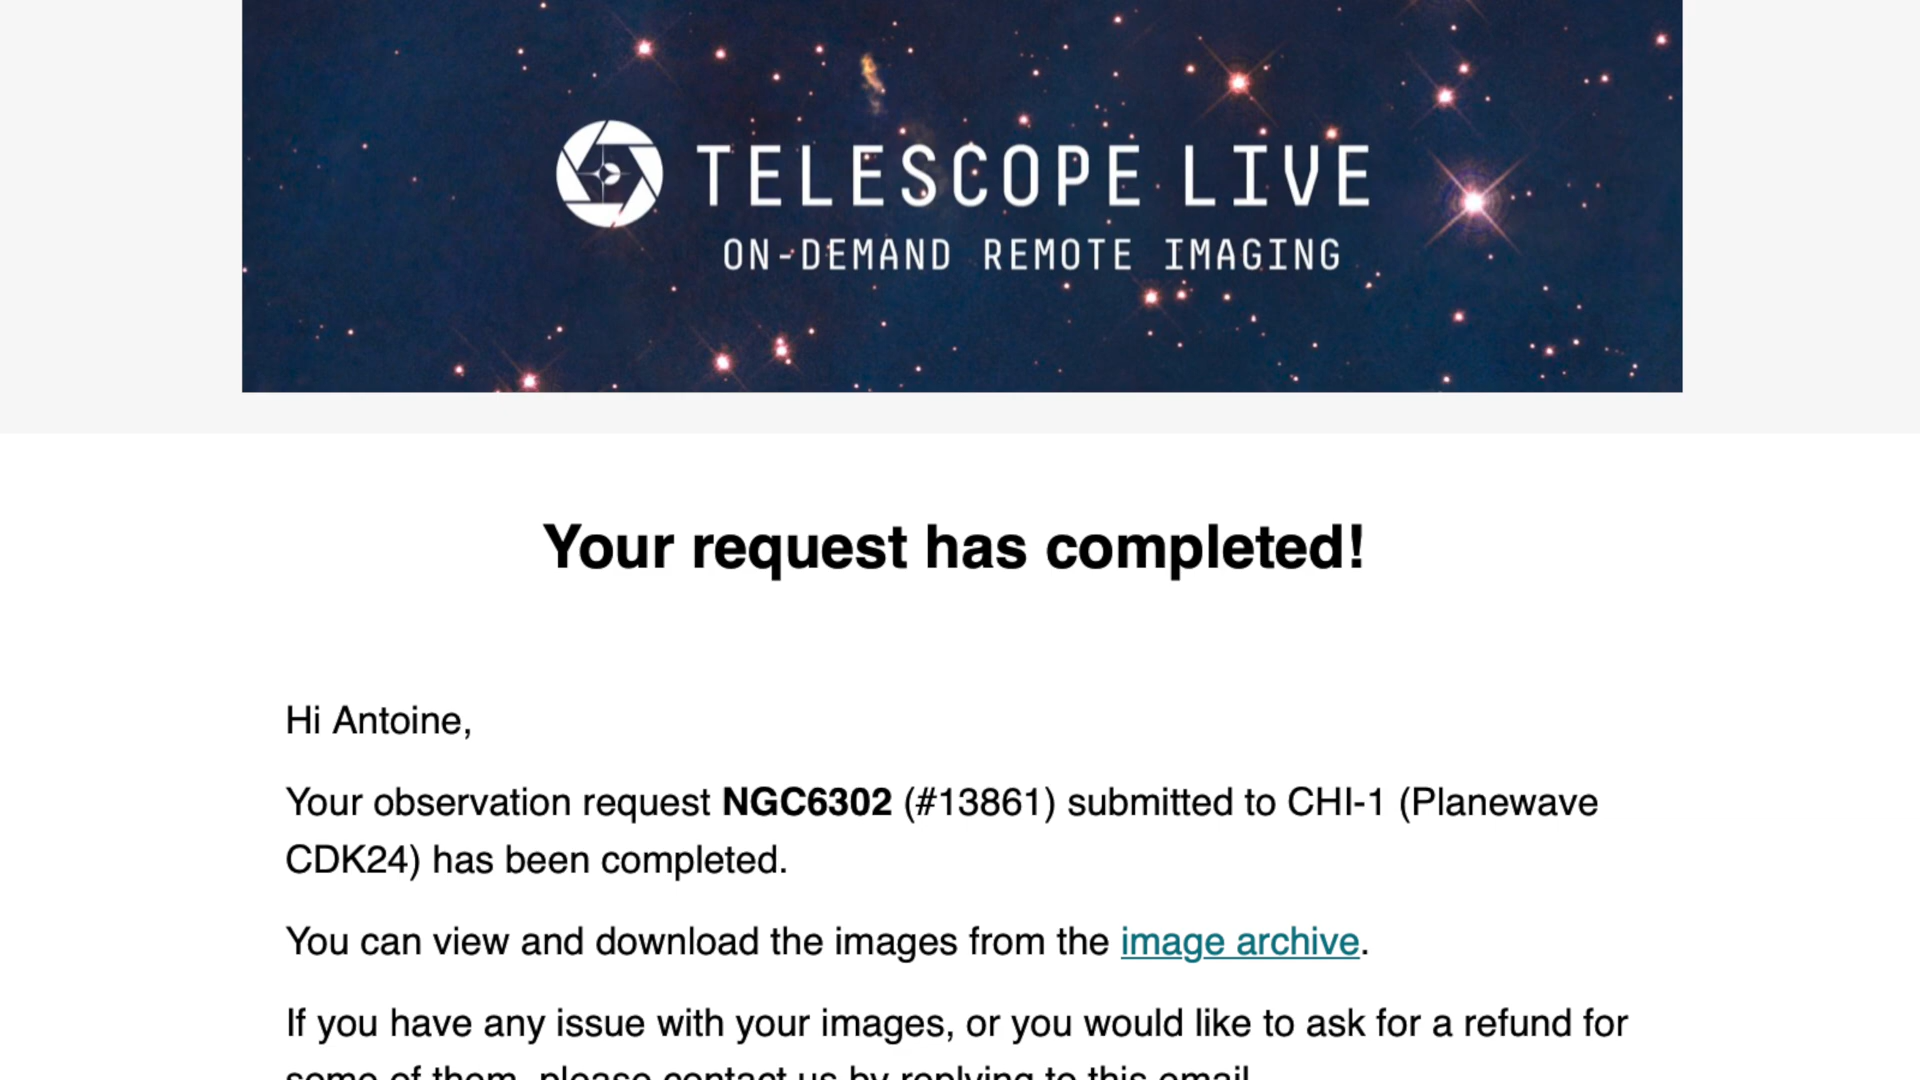 TELESCOPE LIVE
ON-DEMAND REMOTE IMAGING
Your request has completed!
Hi Antoine,
Your observation request NGC6302 (#13861) submitted to CHI-1 (Planewave
CDK24) has been completed.
You can view and download the images from the image archive.
If you have any issue with your images, or you would like to ask for a refund for
some of them, please contact us by replying to this email